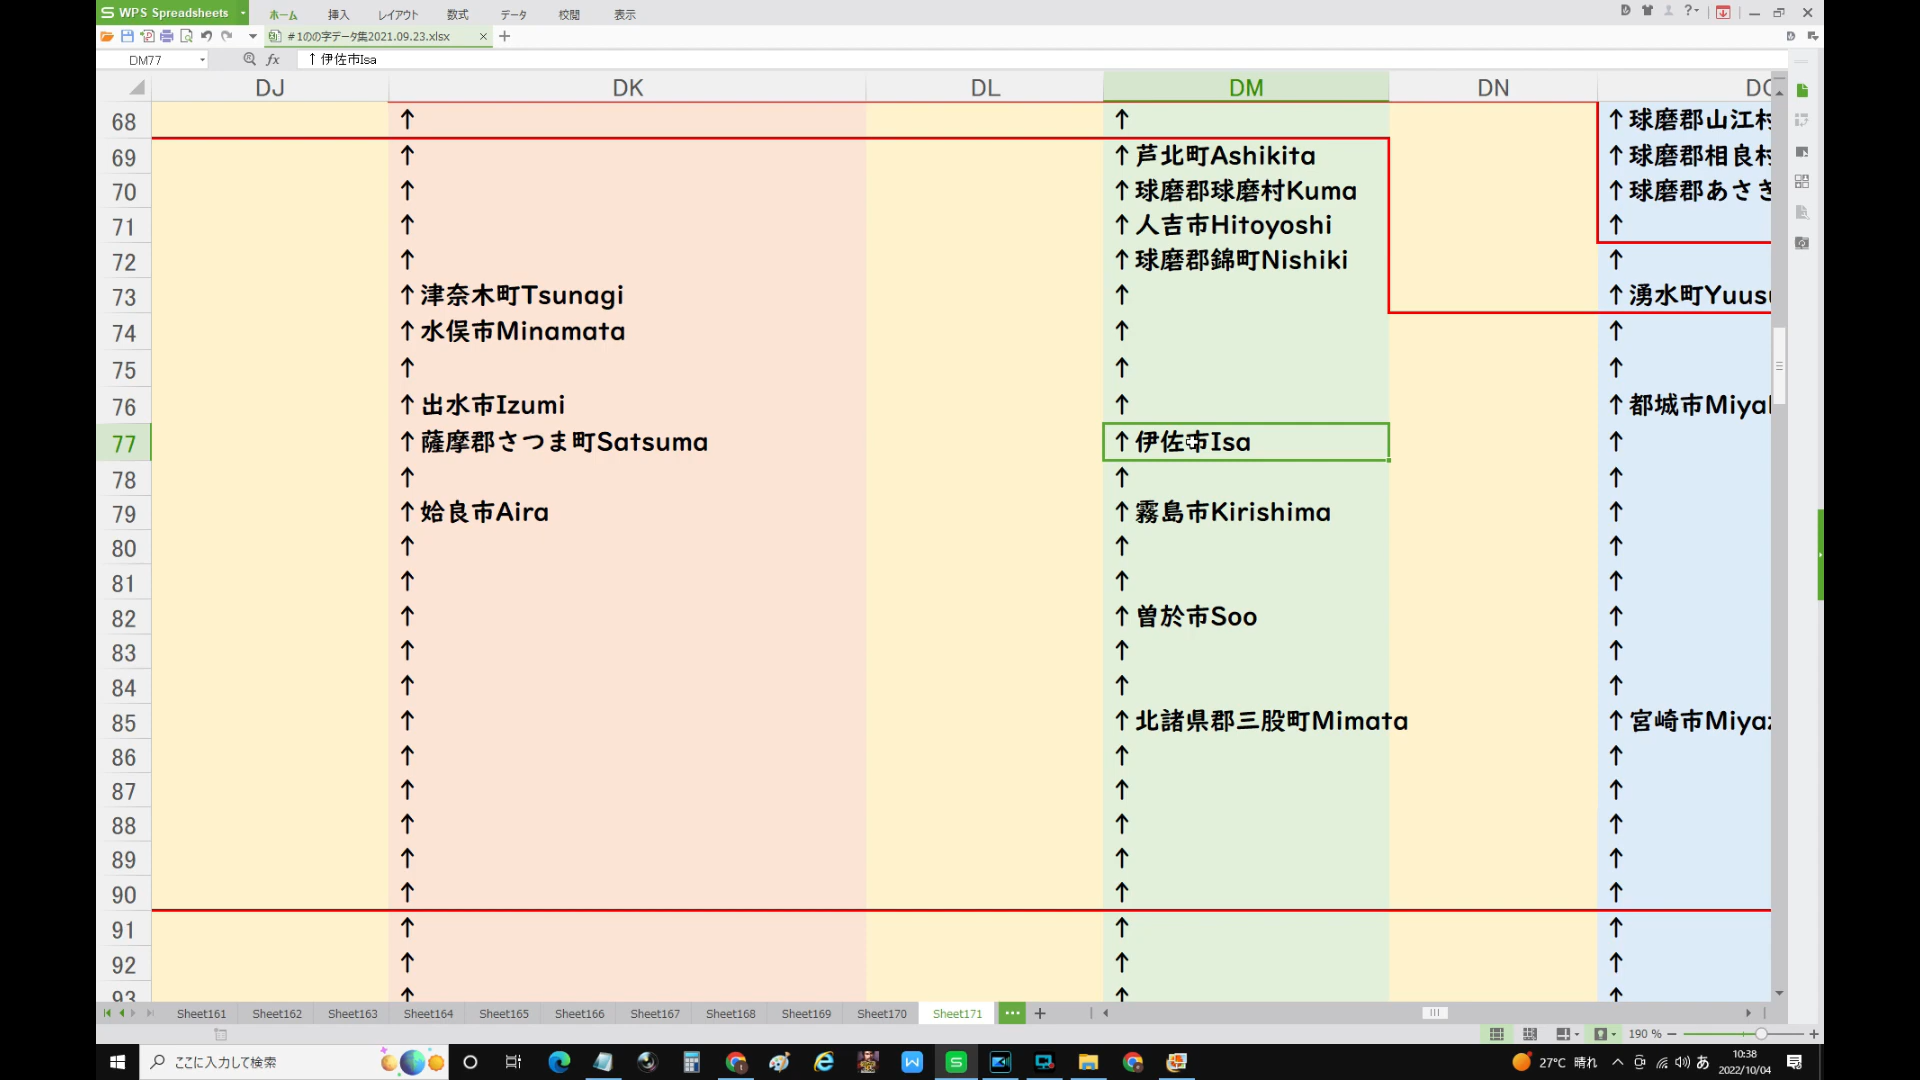 WPS Spreadsheets
ホーム 挿入 レイアウト 数式 データ 校閲 表示
#1のの字データ集2021.09.23.xlsx
DM77 fx ↑伊佐市Isa
DJ DK DL DM DN
68 ↑ ↑ ↑球磨郡山江村
69 ↑ ↑芦北町Ashikita ↑球磨郡相良村
70 ↑ ↑球磨郡球磨村Kuma ↑球磨郡あさぎ
71 ↑ ↑人吉市Hitoyoshi ↑
72 ↑ ↑球磨郡錦町Nishiki ↑
73 ↑津奈木町Tsunagi ↑ ↑湧水町Yuusu
74 ↑水俣市Minamata ↑ ↑
75 ↑ ↑ ↑
76 ↑出水市Izumi ↑ ↑都城市Miyal
77 ↑薩摩郡さつま町Satsuma ↑伊佐市Isa ↑
78 ↑ ↑ ↑
79 ↑姶良市Aira ↑霧島市Kirishima ↑
80 ↑ ↑ ↑
81 ↑ ↑ ↑
82 ↑ ↑曽於市Soo ↑
83 ↑ ↑ ↑
84 ↑ ↑ ↑
85 ↑ ↑北諸県郡三股町Mimata ↑宮崎市Miyaz
86 ↑ ↑ ↑
87 ↑ ↑ ↑
88 ↑ ↑ ↑
89 ↑ ↑ ↑
90 ↑ ↑ ↑
91 ↑ ↑ ↑
92 ↑ ↑ ↑
93 ↑ ↑ ↑
Sheet161 Sheet162 Sheet163 Sheet164 Sheet165 Sheet166 Sheet167 Sheet168 Sheet169 Sheet170 Sheet171 ••• +
190 %
ここに入力して検索
27°C 晴れ あ 10:38
2022/10/04